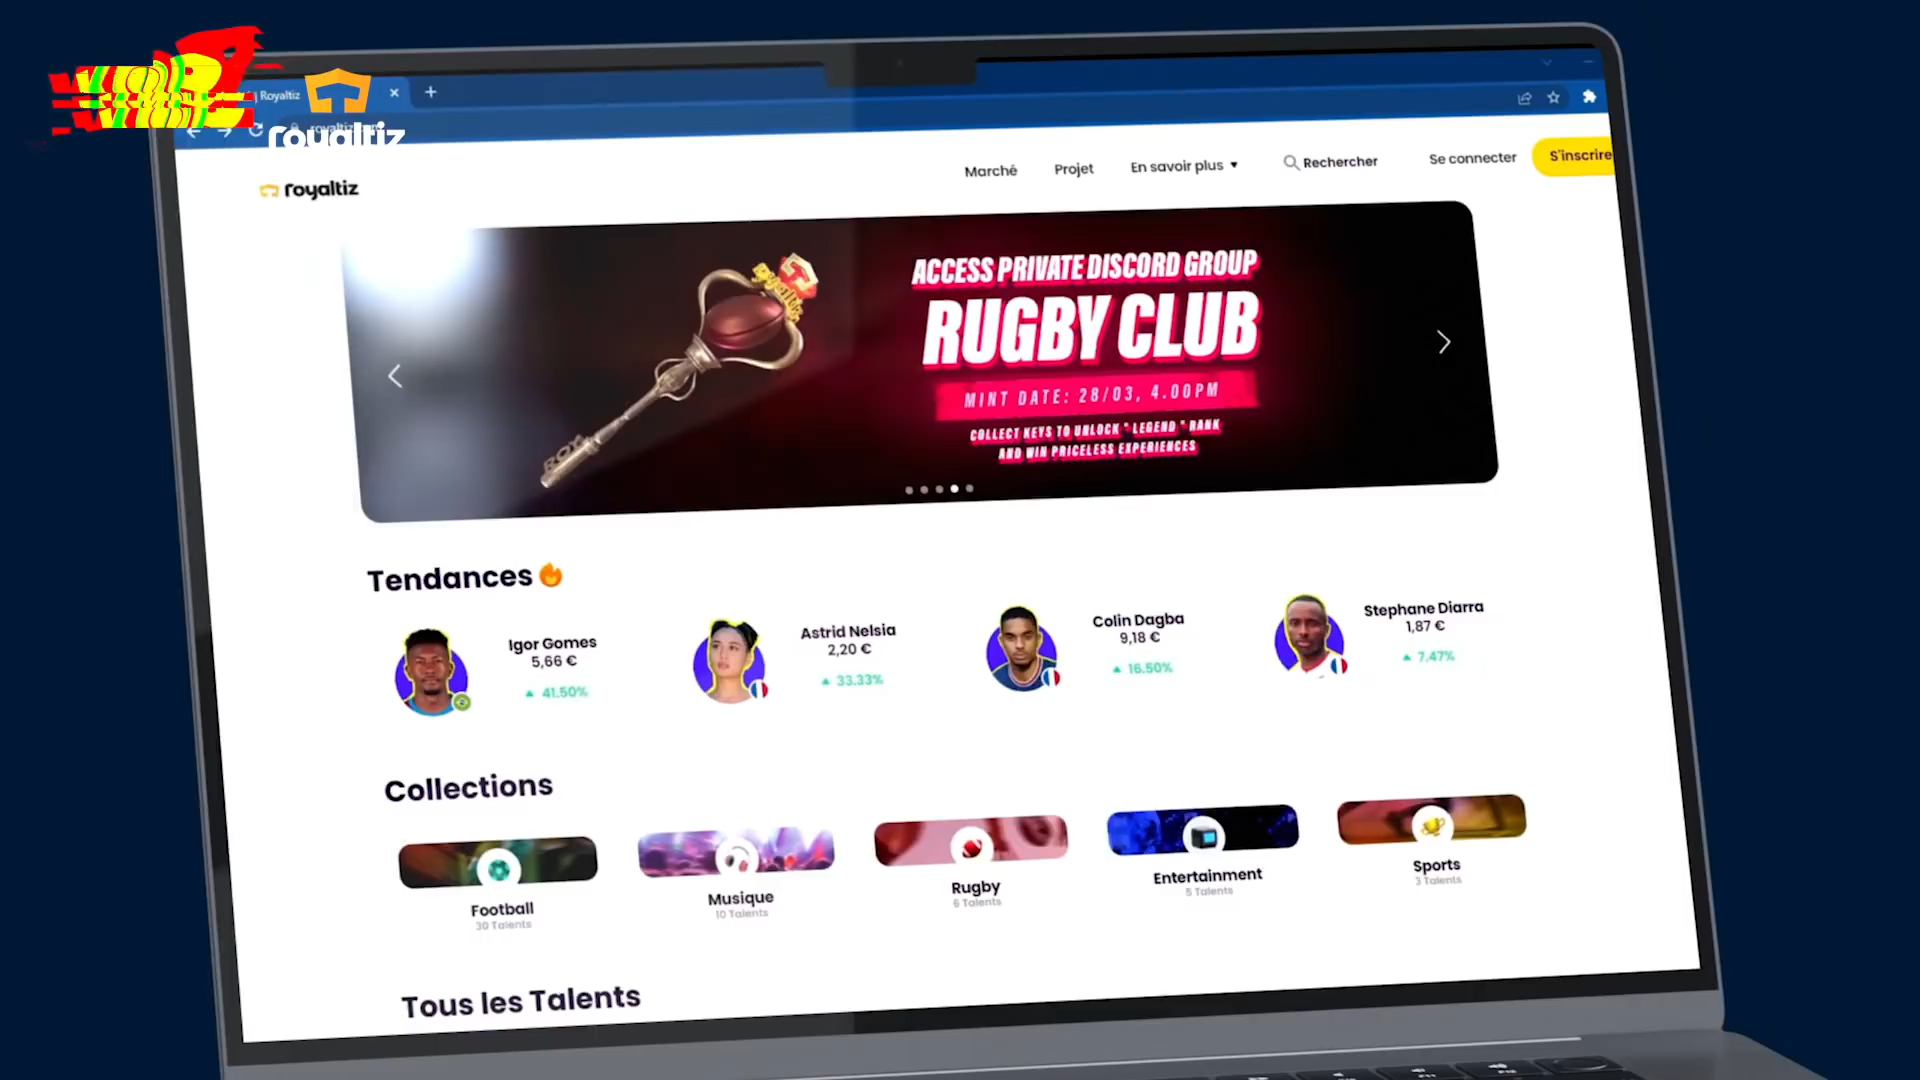 Royaltiz
royaltiz
royaltiz
Marché
Projet
En savoir plus
Rechercher
Se connecter
S'inscrire
Royaltiz
ACCESS PRIVATE DISCORD GROUP
RUGBY CLUB
MINT DATE: 28/03, 4.00PM
COLLECT KEYS TO UNLOCK "LEGEND" RANK
AND WIN PRICELESS EXPERIENCES
ROY
Tendances
Igor Gomes
5,66 €
41.50%
Astrid Nelsia
2,20 €
33.33%
Colin Dagba
9,18 €
16.50%
Stephane Diarra
1,87 €
7.47%
Collections
Football
30 Talents
Musique
10 Talents
Rugby
6 Talents
Entertainment
5 Talents
Sports
3 Talents
Tous les Talents